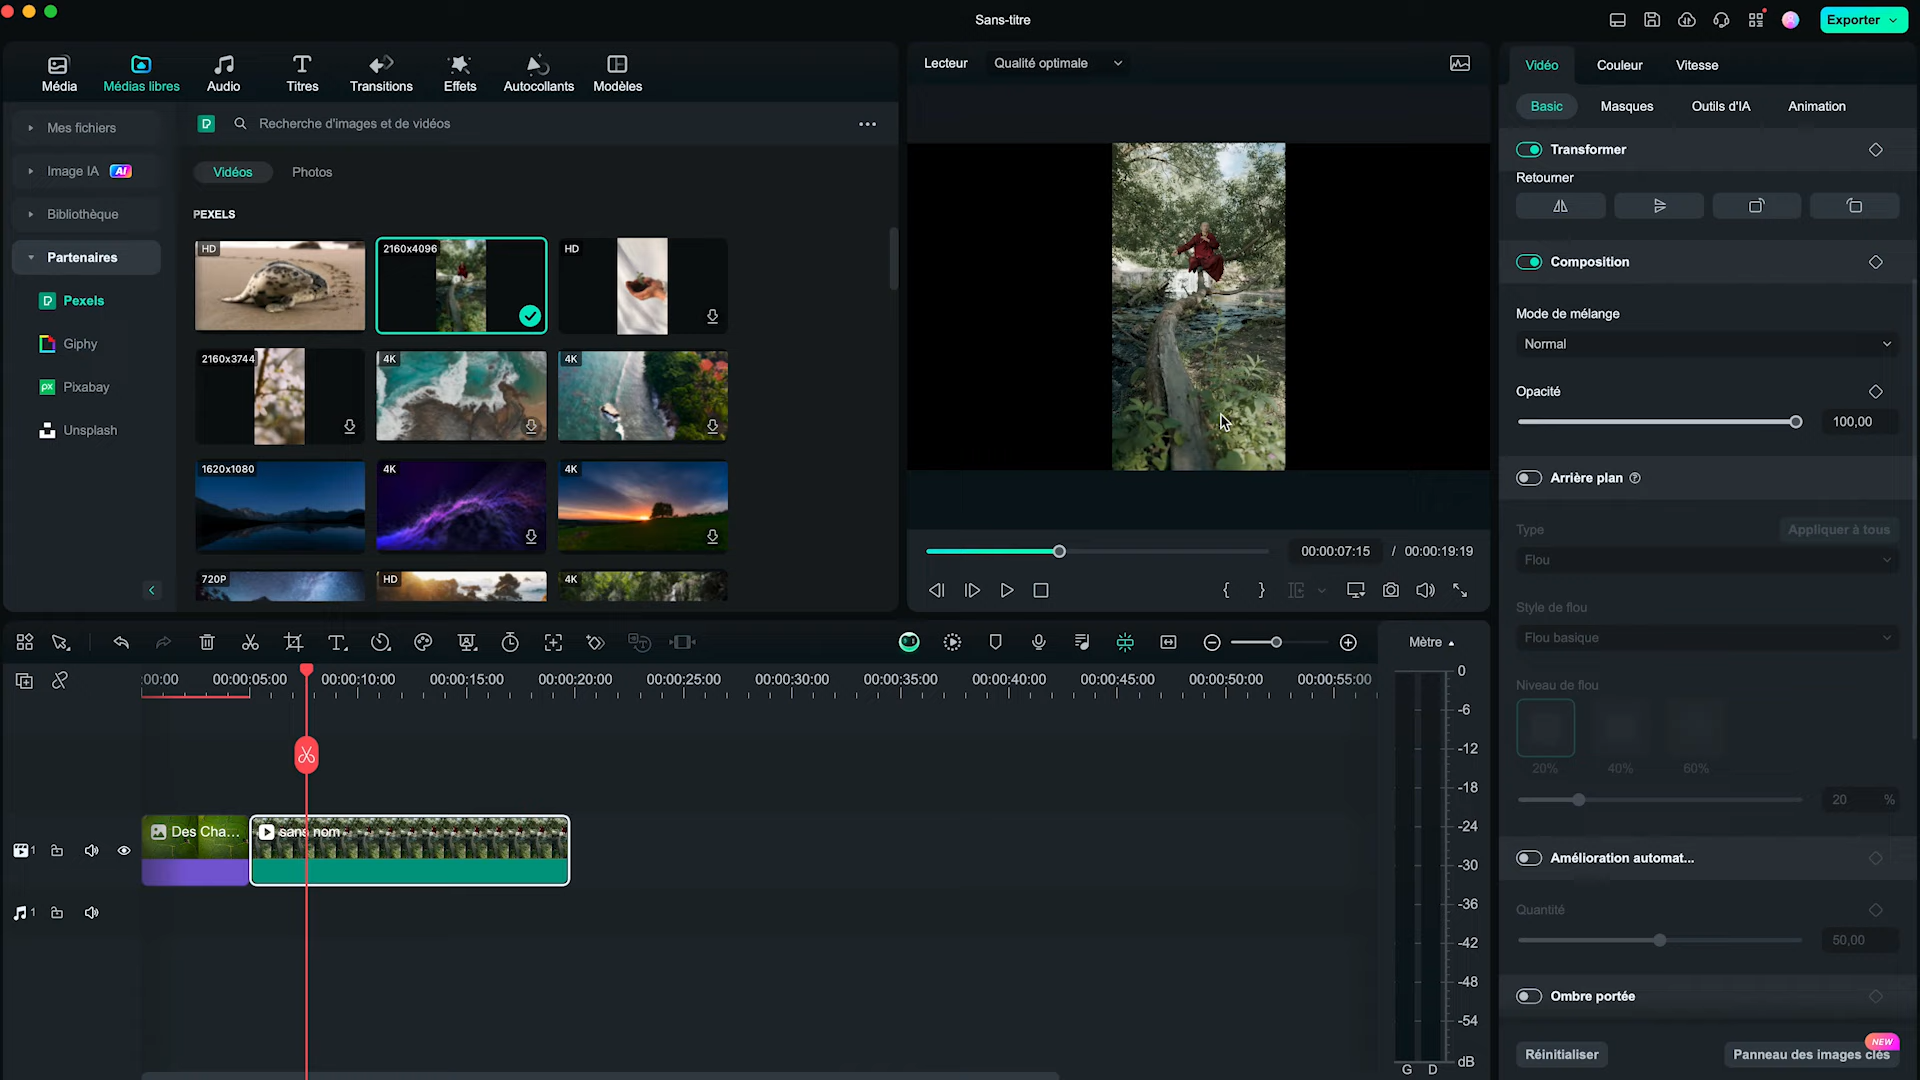 Sans-titre
Exporter
Média
Médias libres
Audio
Titres
Transitions
Effets
Autocollants
Modèles
Mes fichiers
Image IA AI
Bibliothèque
Partenaires
Pexels
Giphy
Pixabay
Unsplash
Recherche d'images et de vidéos
Vidéos
Photos
PEXELS
HD
2160x4096
HD
2160x3744
4K
4K
1620x1080
4K
4K
720P
HD
4K
Lecteur
Qualité optimale
00:00:07:15 / 00:00:19:19
Vidéo
Couleur
Vitesse
Basic
Masques
Outils d'IA
Animation
Transformer
Retourner
Composition
Mode de mélange
Normal
Opacité
100,00
Arrière plan
Type
Appliquer à tous
Flou
Style de flou
Flou basique
Niveau de flou
20%
40%
60%
20 %
Amélioration automat...
Quantité
50,00
Ombre portée
Réinitialiser
Panneau des images clés
NEW
Mètre
:00:00
00:00:05:00
00:00:10:00
00:00:15:00
00:00:20:00
00:00:25:00
00:00:30:00
00:00:35:00
00:00:40:00
00:00:45:00
00:00:50:00
00:00:55:00
Des Cha...
sans nom
1
1
0
-6
-12
-18
-24
-30
-36
-42
-48
-54
dB
G D